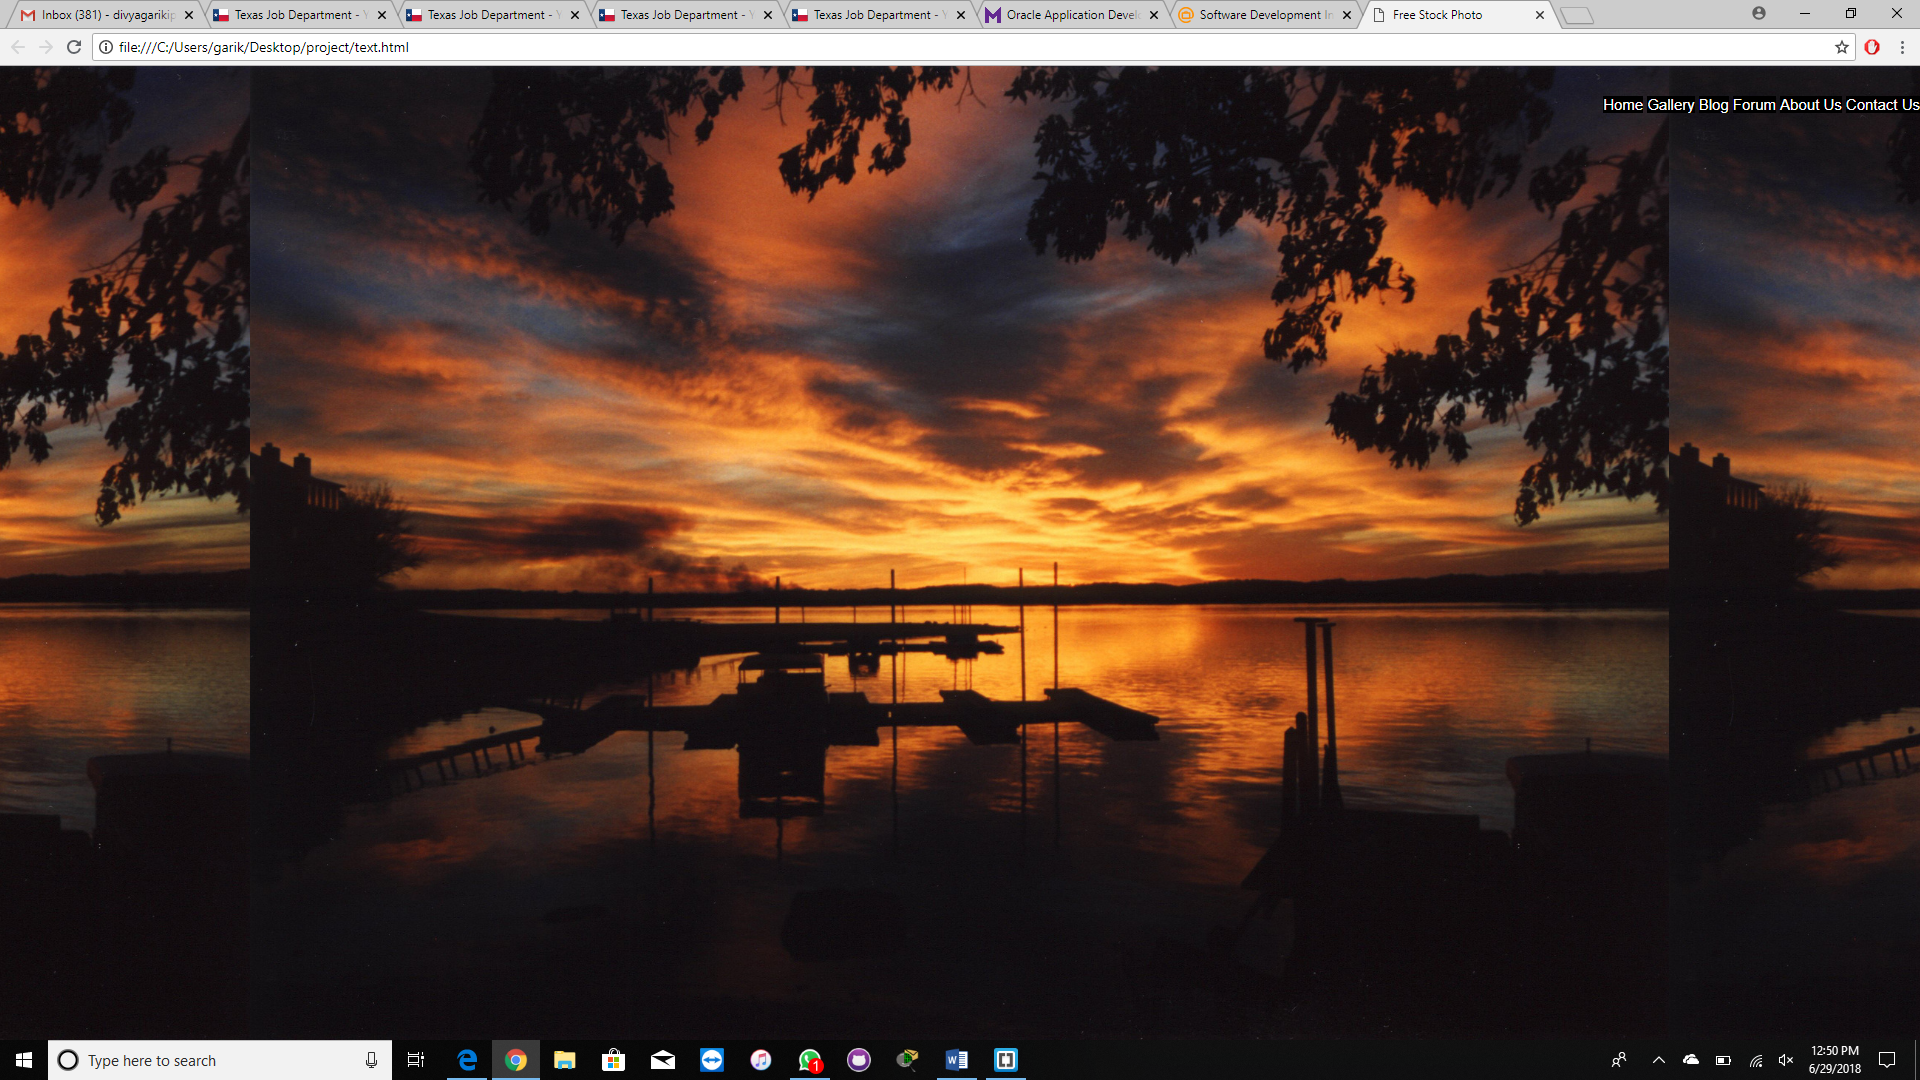 Inbox (381) - divyagarikip
Texas Job Department - Y
Texas Job Department - Y
Texas Job Department - Y
Texas Job Department - Y
Oracle Application Devel
Software Development In
Free Stock Photo
file:///C:/Users/garik/Desktop/project/text.html
Home Gallery Blog Forum About Us Contact Us
Type here to search
1
12:50 PM
6/29/2018